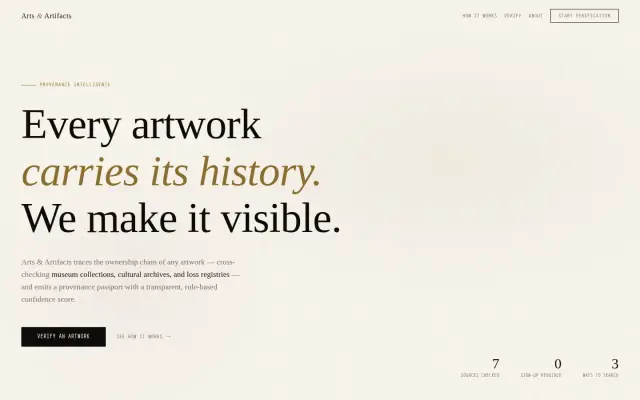 Arts & Artifacts
HOW IT WORKS VERIFY ABOUT START VERIFICATION
PROVENANCE INTELLIGENCE
Every artwork
carries its history.
We make it visible.
Arts & Artifacts traces the ownership chain of any artwork — cross-
checking museum collections, cultural archives, and loss registries —
and emits a provenance passport with a transparent, rule-based
confidence score.
VERIFY AN ARTWORK SEE HOW IT WORKS →
7 0 3
SOURCES CHECKED SIGN-UP REQUIRED WAYS TO SEARCH